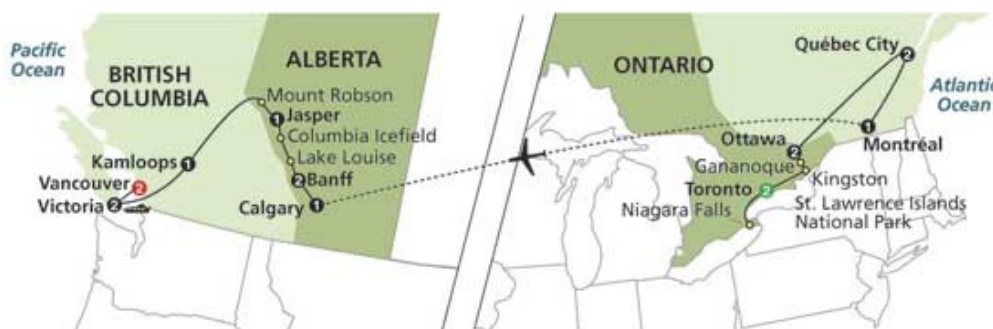 Pacific
Ocean
BRITISH
COLUMBIA
ALBERTA
Mount Robson
1 Jasper
Columbia Icefield
Lake Louise
2 Banff
Kamloops 1
Vancouver 2
Victoria 2
Calgary 1
ONTARIO
Québec City
2
Atlantic
Ocean
Ottawa 2
1
Montréal
Gananoque
Kingston
Toronto 2
St. Lawrence Islands
National Park
Niagara Falls